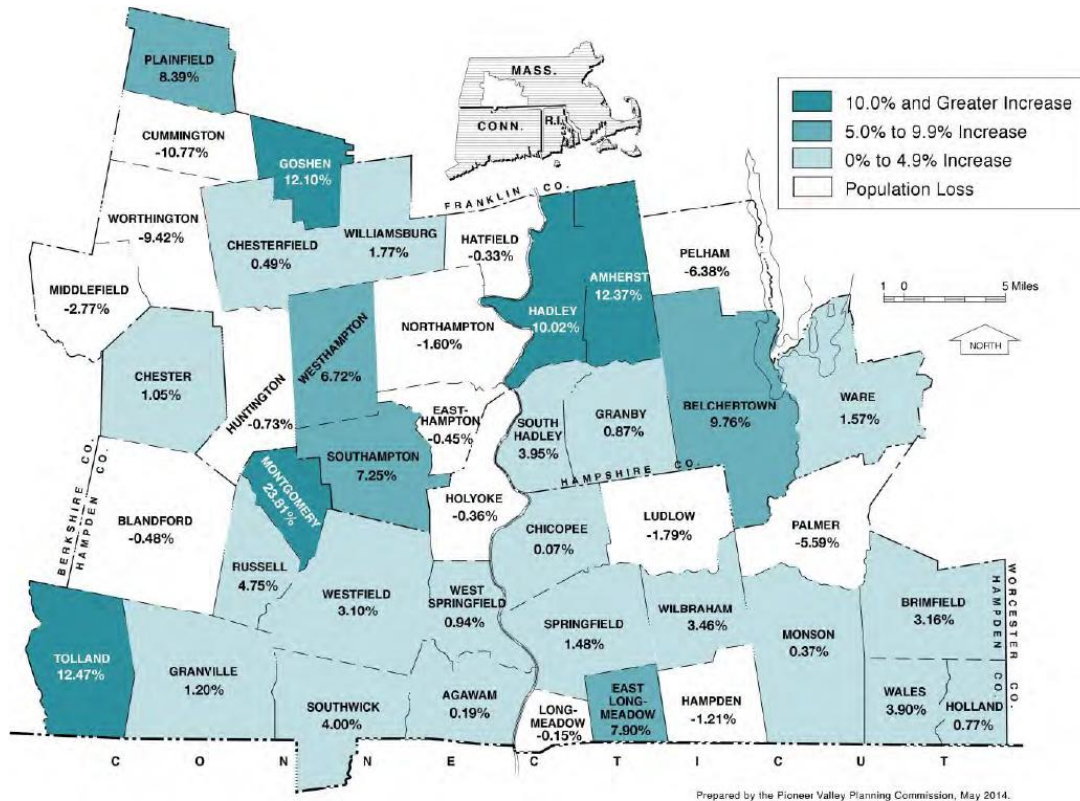 PLAINFIELD
8.39%
CUMMINGTON
-10.77%
GOSHEN
12.10%
MASS.
CONN.
R.I.
10.0% and Greater Increase
5.0% to 9.9% Increase
0% to 4.9% Increase
Population Loss
FRANKLIN CO.
WORTHINGTON
-9.42%
CHESTERFIELD
0.49%
WILLIAMSBURG
1.77%
HATFIELD
-0.33%
AMHERST
12.37%
PELHAM
-6.38%
MIDDLEFIELD
-2.77%
HADLEY
10.02%
1 0 5 Miles
NORTH
NORTHAMPTON
-1.60%
WESTHAMPTON
6.72%
CHESTER
1.05%
HUNTINGTON
-0.73%
EAST-
HAMPTON
-0.45%
SOUTH
HADLEY
3.95%
GRANBY
0.87%
BELCHERTOWN
9.76%
WARE
1.57%
SOUTHAMPTON
7.25%
HAMPSHIRE CO.
MONTGOMERY
23.81%
BERKSHIRE CO.
HAMPDEN CO.
BLANDFORD
-0.48%
HOLYOKE
-0.36%
CHICOPEE
0.07%
LUDLOW
-1.79%
PALMER
-5.59%
RUSSELL
4.75%
WESTFIELD
3.10%
WEST
SPRINGFIELD
0.94%
SPRINGFIELD
1.48%
WILBRAHAM
3.46%
MONSON
0.37%
BRIMFIELD
3.16%
HAMPDEN CO.
WORCESTER CO.
TOLLAND
12.47%
GRANVILLE
1.20%
SOUTHWICK
4.00%
AGAWAM
0.19%
LONG-
MEADOW
-0.15%
EAST
LONG-
MEADOW
7.90%
HAMPDEN
-1.21%
WALES
3.90%
HOLLAND
0.77%
CONNECTICUT
Prepared by the Pioneer Valley Planning Commission, May 2014.